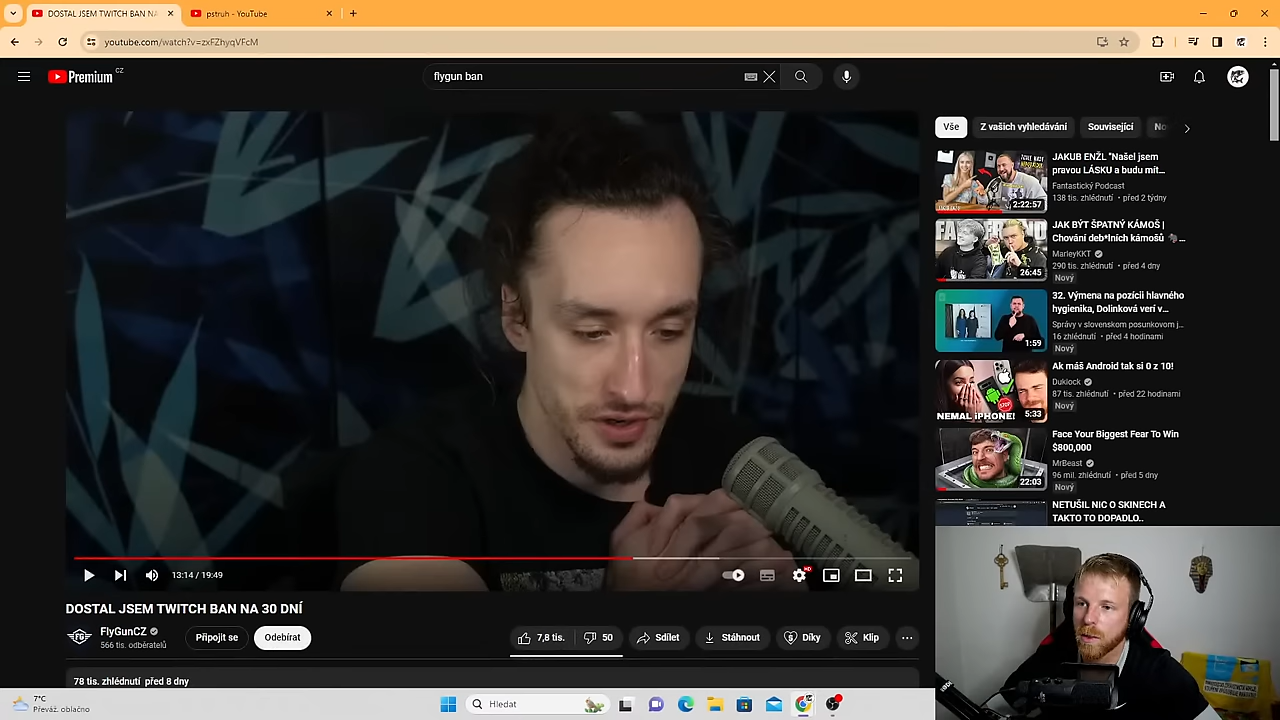 DOSTAL JSEM TWITCH BAN NA
pstruh - YouTube
youtube.com/watch?v=zxFZhyqVFcM
Premium CZ
flygun ban
Vše
Z vašich vyhledávání
Související
No
JAKUB ENŽL "Našel jsem
pravou LÁSKU a budu mít...
Fantastický Podcast
138 tis. zhlédnutí • před 2 týdny
2:22:57
JAK BÝT ŠPATNÝ KÁMOŠ |
Chování deb*lních kámošů
MarleyKKT
290 tis. zhlédnutí • před 4 dny
Nový
26:45
32. Výmena na pozícii hlavného
hygienika, Dolinková verí v...
Správy v slovenskom posunkovom j...
16 zhlédnutí • před 4 hodinami
Nový
1:59
Ak máš Android tak si 0 z 10!
Duklock
87 tis. zhlédnutí • před 22 hodinami
Nový
NEMAL iPHONE!
5:33
Face Your Biggest Fear To Win
$800,000
MrBeast
96 mil. zhlédnutí • před 5 dny
Nový
22:03
NETUŠIL NIC O SKINECH A
TAKTO TO DOPADLO..
13:14 / 19:49
HD
DOSTAL JSEM TWITCH BAN NA 30 DNÍ
FlyGunCZ
566 tis. odběratelů
Připojit se
Odebírat
7,8 tis.
50
Sdílet
Stáhnout
Díky
Klip
78 tis. zhlédnutí před 8 dny
7°C
Převáž. oblačno
Hledat